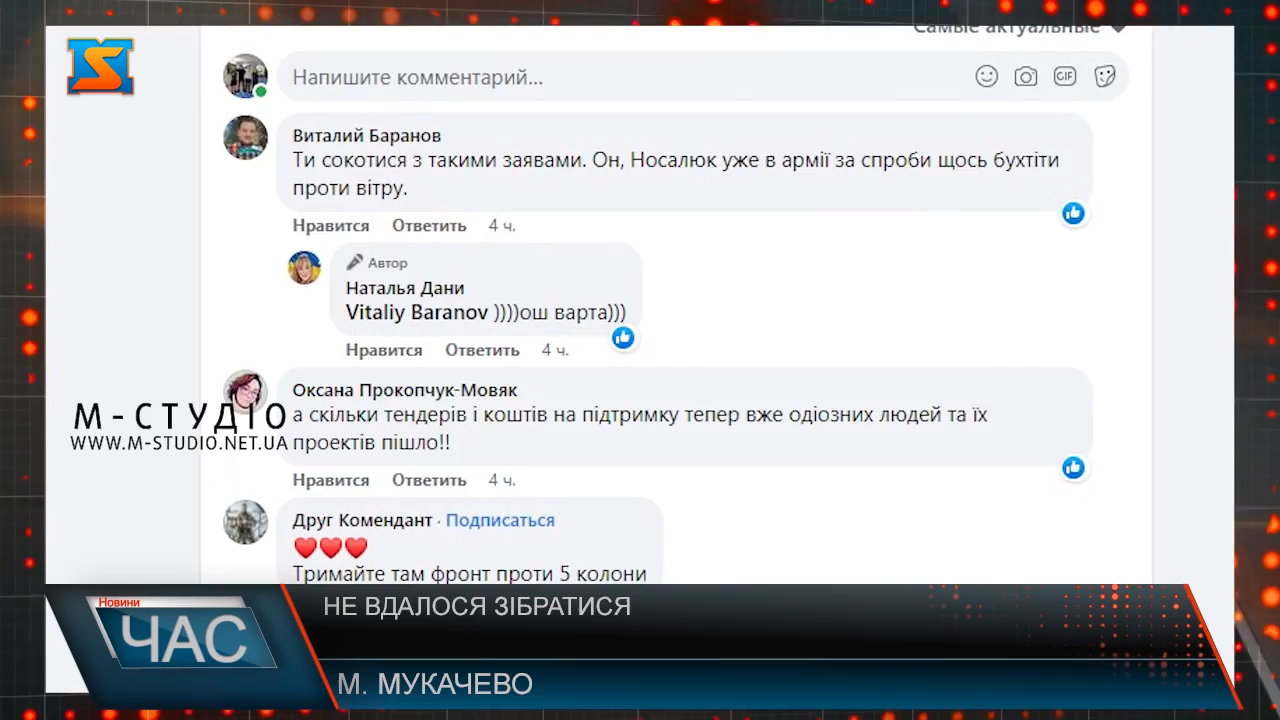 Самые актуальные
Напишите комментарий...
GIF
Виталий Баранов
Ти сокотися з такими заявами. Он, Носалюк уже в армії за спроби щось бухтіти
проти вітру.
Нравится Ответить 4 ч.
Автор
Наталья Дани
Vitaliy Baranov ))))ош варта)))
Нравится Ответить 4 ч.
Оксана Прокопчук-Мовяк
а скільки тендерів і коштів на підтримку тепер вже одіозних людей та їх
проектів пішло!!
Нравится Ответить 4 ч.
М-СТУДІО
WWW.M-STUDIO.NET.UA
Друг Комендант · Подписаться
❤️❤️❤️
Тримайте там фронт проти 5 колони
Новини
ЧАС
НЕ ВДАЛОСЯ ЗІБРАТИСЯ
М. МУКАЧЕВО